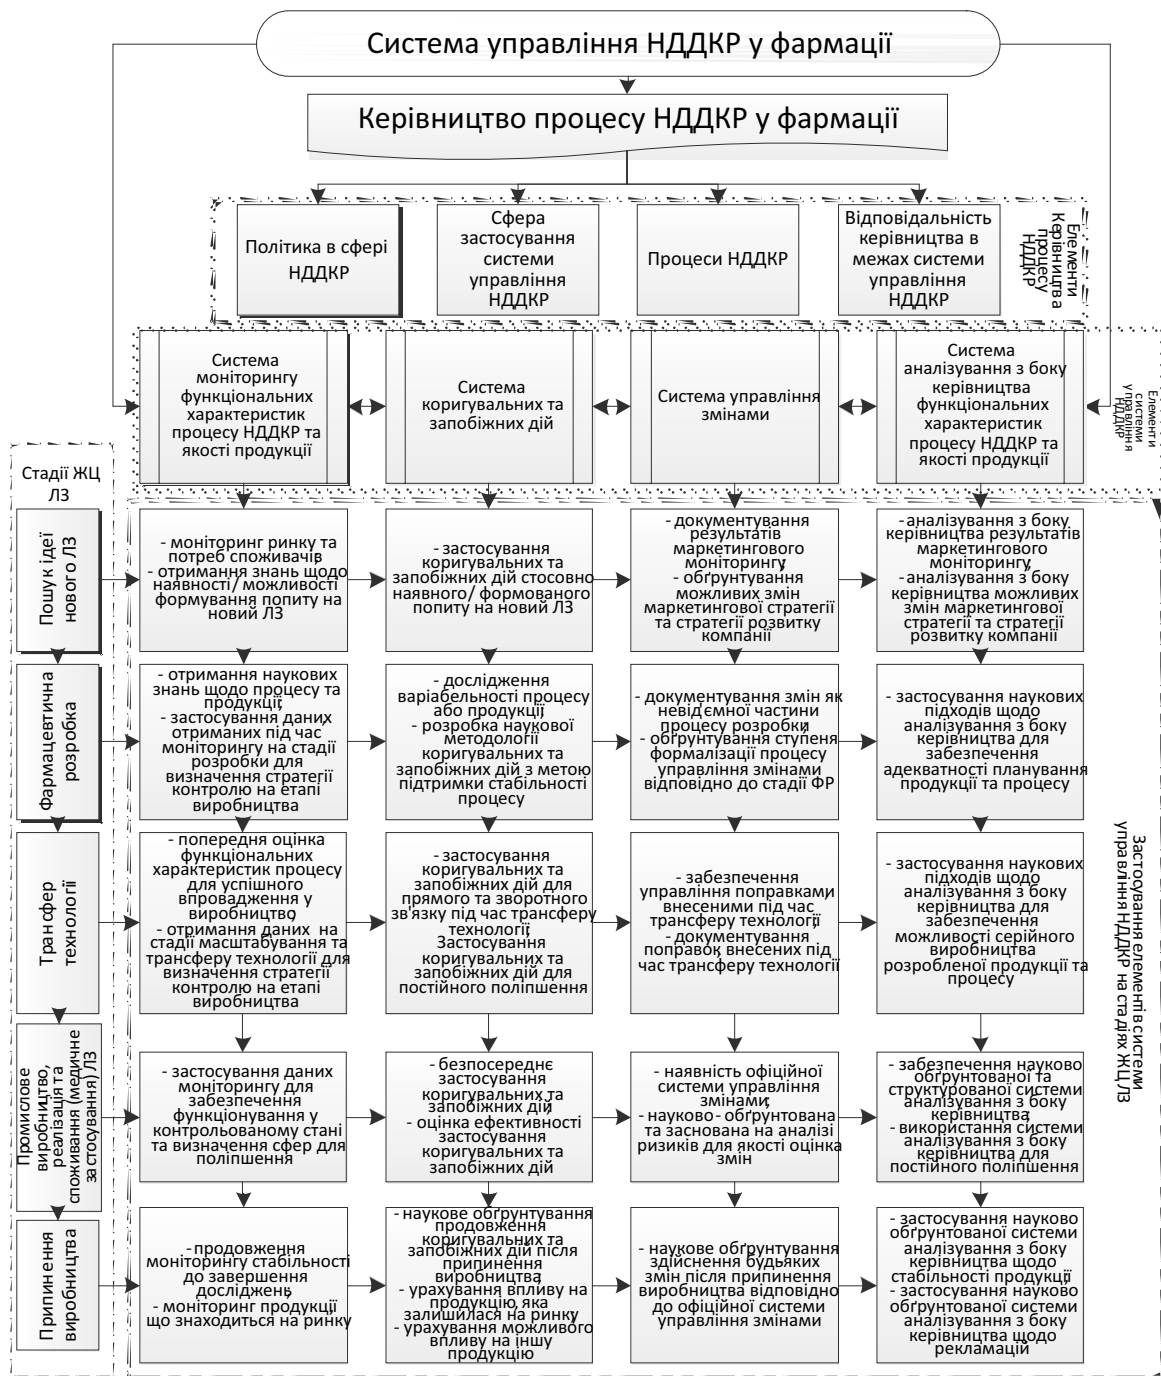 Система управління НДДКР у фармації
Керівництво процесу НДДКР у фармації
Політика в сфері
НДДКР
Сфера
застосування
системи
управління
НДДКР
Процеси НДДКР
Відповідальність
керівництва в
межах системи
управління
НДДКР
Елементи
Керівництва
процесу
НДДКР
Система
моніторингу
функціональних
характеристик
процесу НДДКР та
якості продукції
Система
коригувальних та
запобіжних дій
Система управління
змінами
Система
аналізування з боку
керівництва
функціональних
характеристик
процесу НДДКР та
якості продукції
Елементи
системи
управління
НДДКР
Стадії ЖЦ
ЛЗ
Пошук ідеї
нового ЛЗ
- моніторинг ринку та
потреб споживачів;
- отримання знань щодо
наявності/ можливості
формування попиту на
новий ЛЗ
- застосування
коригувальних та
запобіжних дій стосовно
наявного/ формованого
попиту на новий ЛЗ
- документування
результатів
маркетингового
моніторингу;
- обґрунтування
можливих змін
маркетингової стратегії
та стратегії розвитку
компанії
- аналізування з боку
керівництва результатів
маркетингового
моніторингу;
- аналізування з боку
керівництва можливих
змін маркетингової
стратегії та стратегії
розвитку компанії
Фармацевтична
розробка
- отримання наукових
знань щодо процесу та
продукції;
- застосування даних
отриманих під час
моніторингу на стадії
розробки для
визначення стратегії
контролю на етапі
виробництва
- дослідження
варіабельності процесу
або продукції;
- розробка наукової
методології
коригувальних та
запобіжних дій з метою
підтримки стабільності
процесу
- документування змін як
невід'ємної частини
процесу розробки;
- обґрунтування ступеня
формалізації процесу
управління змінами
відповідно до стадії ФР
- застосування наукових
підходів щодо
аналізування з боку
керівництва для
забезпечення
адекватності планування
продукції та процесу
Трансфер
технології
- попередня оцінка
функціональних
характеристик процесу
для успішного
впровадження у
виробництво;
- отримання даних на
стадії масштабування та
трансферу технології для
визначення стратегії
контролю на етапі
виробництва
- застосування
коригувальних та
запобіжних дій для
прямого та зворотного
зв'язку під час трансферу
технології;
Застосування
коригувальних та
запобіжних дій для
постійного поліпшення
- забезпечення
управління поправками,
внесеними під час
трансферу технології;
- документування
поправок внесених під
час трансферу технології
- застосування наукових
підходів щодо
аналізування з боку
керівництва для
забезпечення
можливості серійного
виробництва
розробленої продукції та
процесу
Застосування елементів системи
управління НДДКР на стадіях ЖЦ ЛЗ
Промислове
виробництво,
реалізація та
споживання (медичне
застосування) ЛЗ
- застосування даних
моніторингу для
забезпечення
функціонування у
контрольованому стані
та визначення сфер для
поліпшення
- безпосереднє
застосування
коригувальних та
запобіжних дій;
- оцінка ефективності
застосування
коригувальних та
запобіжних дій
- наявність офіційної
системи управління
змінами;
- науково - обґрунтована
та заснована на аналізі
ризиків для якості оцінка
змін
- забезпечення науково
обґрунтованої та
структурованої системи
аналізування з боку
керівництва;
- використання системи
аналізування з боку
керівництва для
постійного поліпшення
Припинення
виробництва
- продовження
моніторингу стабільності
до завершення
досліджень;
- моніторинг продукції,
що знаходиться на ринку
- наукове обґрунтування
продовження
коригувальних та
запобіжних дій після
припинення
виробництва;
- урахування впливу на
продукцію, яка
залишилася на ринку;
- урахування можливого
впливу на іншу
продукцію
- наукове обґрунтування
здійснення будьяких
змін після припинення
виробництва відповідно
до офіційної системи
управління змінами
- застосування науково
обґрунтованої системи
аналізування з боку
керівництва щодо
стабільності продукції;
- застосування науково
обґрунтованої системи
аналізування з боку
керівництва щодо
рекламацій